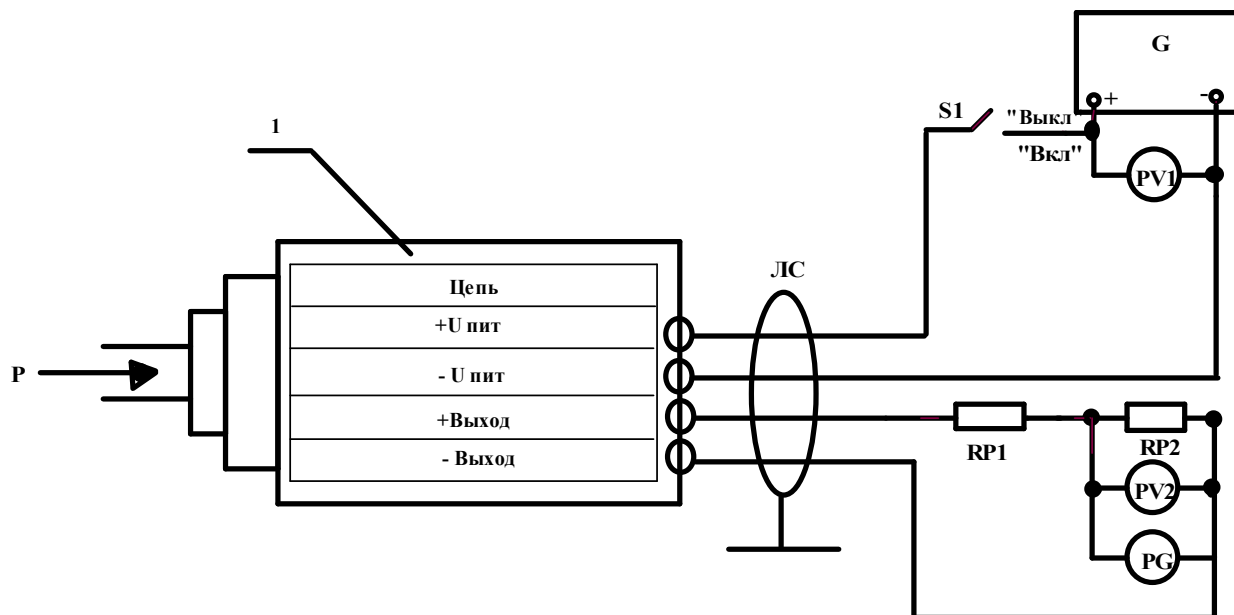 G
+
-
S1
"Выкл"
"Вкл"
PV1
1
ЛС
Цепь
+U пит
- U пит
+Выход
- Выход
P
RP1
RP2
PV2
PG